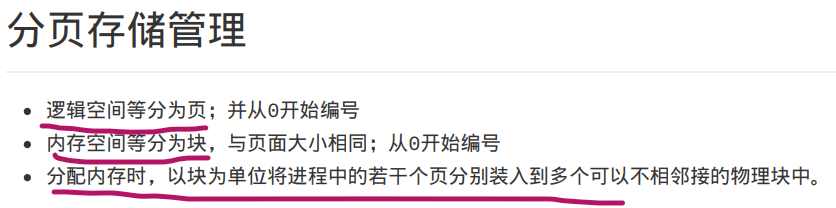 分页存储管理
逻辑空间等分为页；并从0开始编号
内存空间等分为块，与页面大小相同；从0开始编号
分配内存时，以块为单位将进程中的若干个页分别装入到多个可以不相邻接的物理块中。